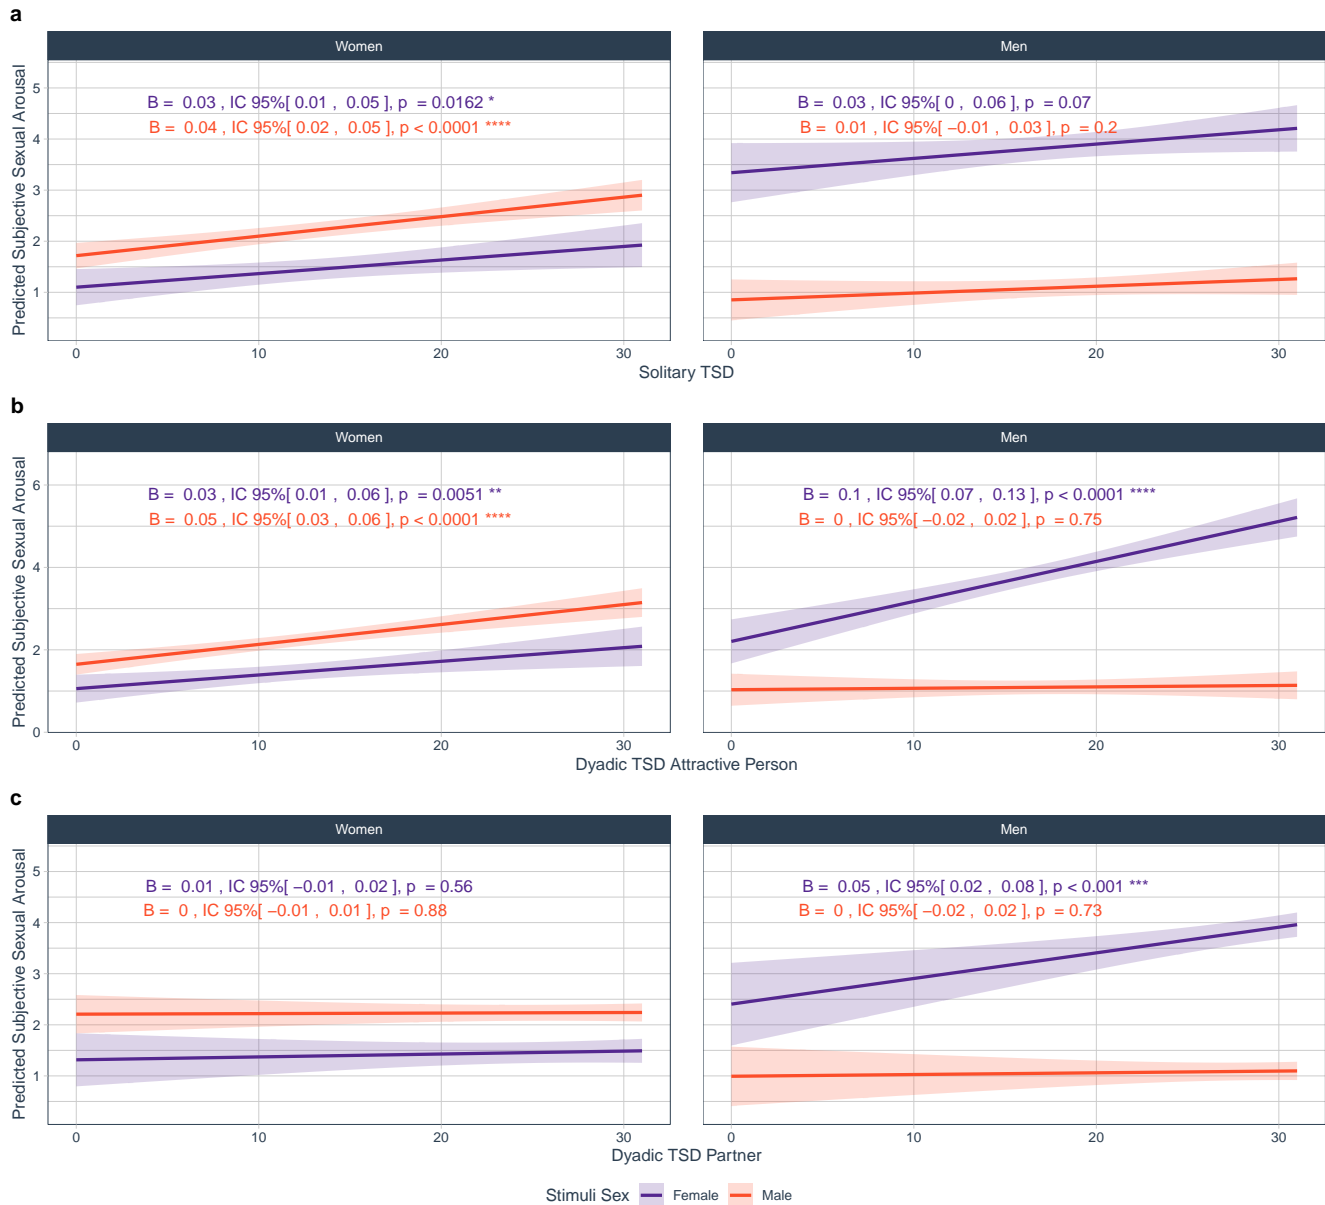 a
Women
Men
Predicted Subjective Sexual Arousal
5
4
3
2
1
B = 0.03 , IC 95%[ 0.01 , 0.05 ], p = 0.0162 *
B = 0.04 , IC 95%[ 0.02 , 0.05 ], p < 0.0001 ****
B = 0.03 , IC 95%[ 0 , 0.06 ], p = 0.07
B = 0.01 , IC 95%[ −0.01 , 0.03 ], p = 0.2
0
10
20
30
0
10
20
30
Solitary TSD
b
Women
Men
Predicted Subjective Sexual Arousal
6
4
2
0
B = 0.03 , IC 95%[ 0.01 , 0.06 ], p = 0.0051 **
B = 0.05 , IC 95%[ 0.03 , 0.06 ], p < 0.0001 ****
B = 0.1 , IC 95%[ 0.07 , 0.13 ], p < 0.0001 ****
B = 0 , IC 95%[ −0.02 , 0.02 ], p = 0.75
0
10
20
30
0
10
20
30
Dyadic TSD Attractive Person
c
Women
Men
Predicted Subjective Sexual Arousal
5
4
3
2
1
B = 0.01 , IC 95%[ −0.01 , 0.02 ], p = 0.56
B = 0 , IC 95%[ −0.01 , 0.01 ], p = 0.88
B = 0.05 , IC 95%[ 0.02 , 0.08 ], p < 0.001 ***
B = 0 , IC 95%[ −0.02 , 0.02 ], p = 0.73
0
10
20
30
0
10
20
30
Dyadic TSD Partner
Stimuli Sex Female Male